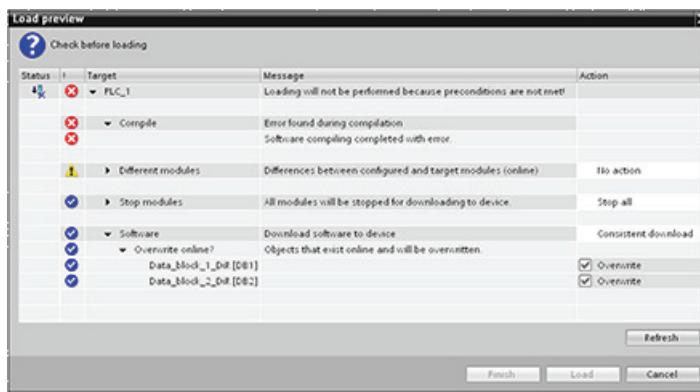 Load preview
Check before loading
Status ! Target Message Action
PLC_1 Loading will not be performed because preconditions are not met!
Compile Error found during compilation
Software compiling completed with error.
Different modules Differences between configured and target modules (online) No action
Stop modules All modules will be stopped for downloading to device. Stop all
Software Download software to device Consistent download
Overwrite online? Objects that exist online and will be overwritten.
[DB1] Overwrite
[DB2] Overwrite
Refresh
Finish Load Cancel